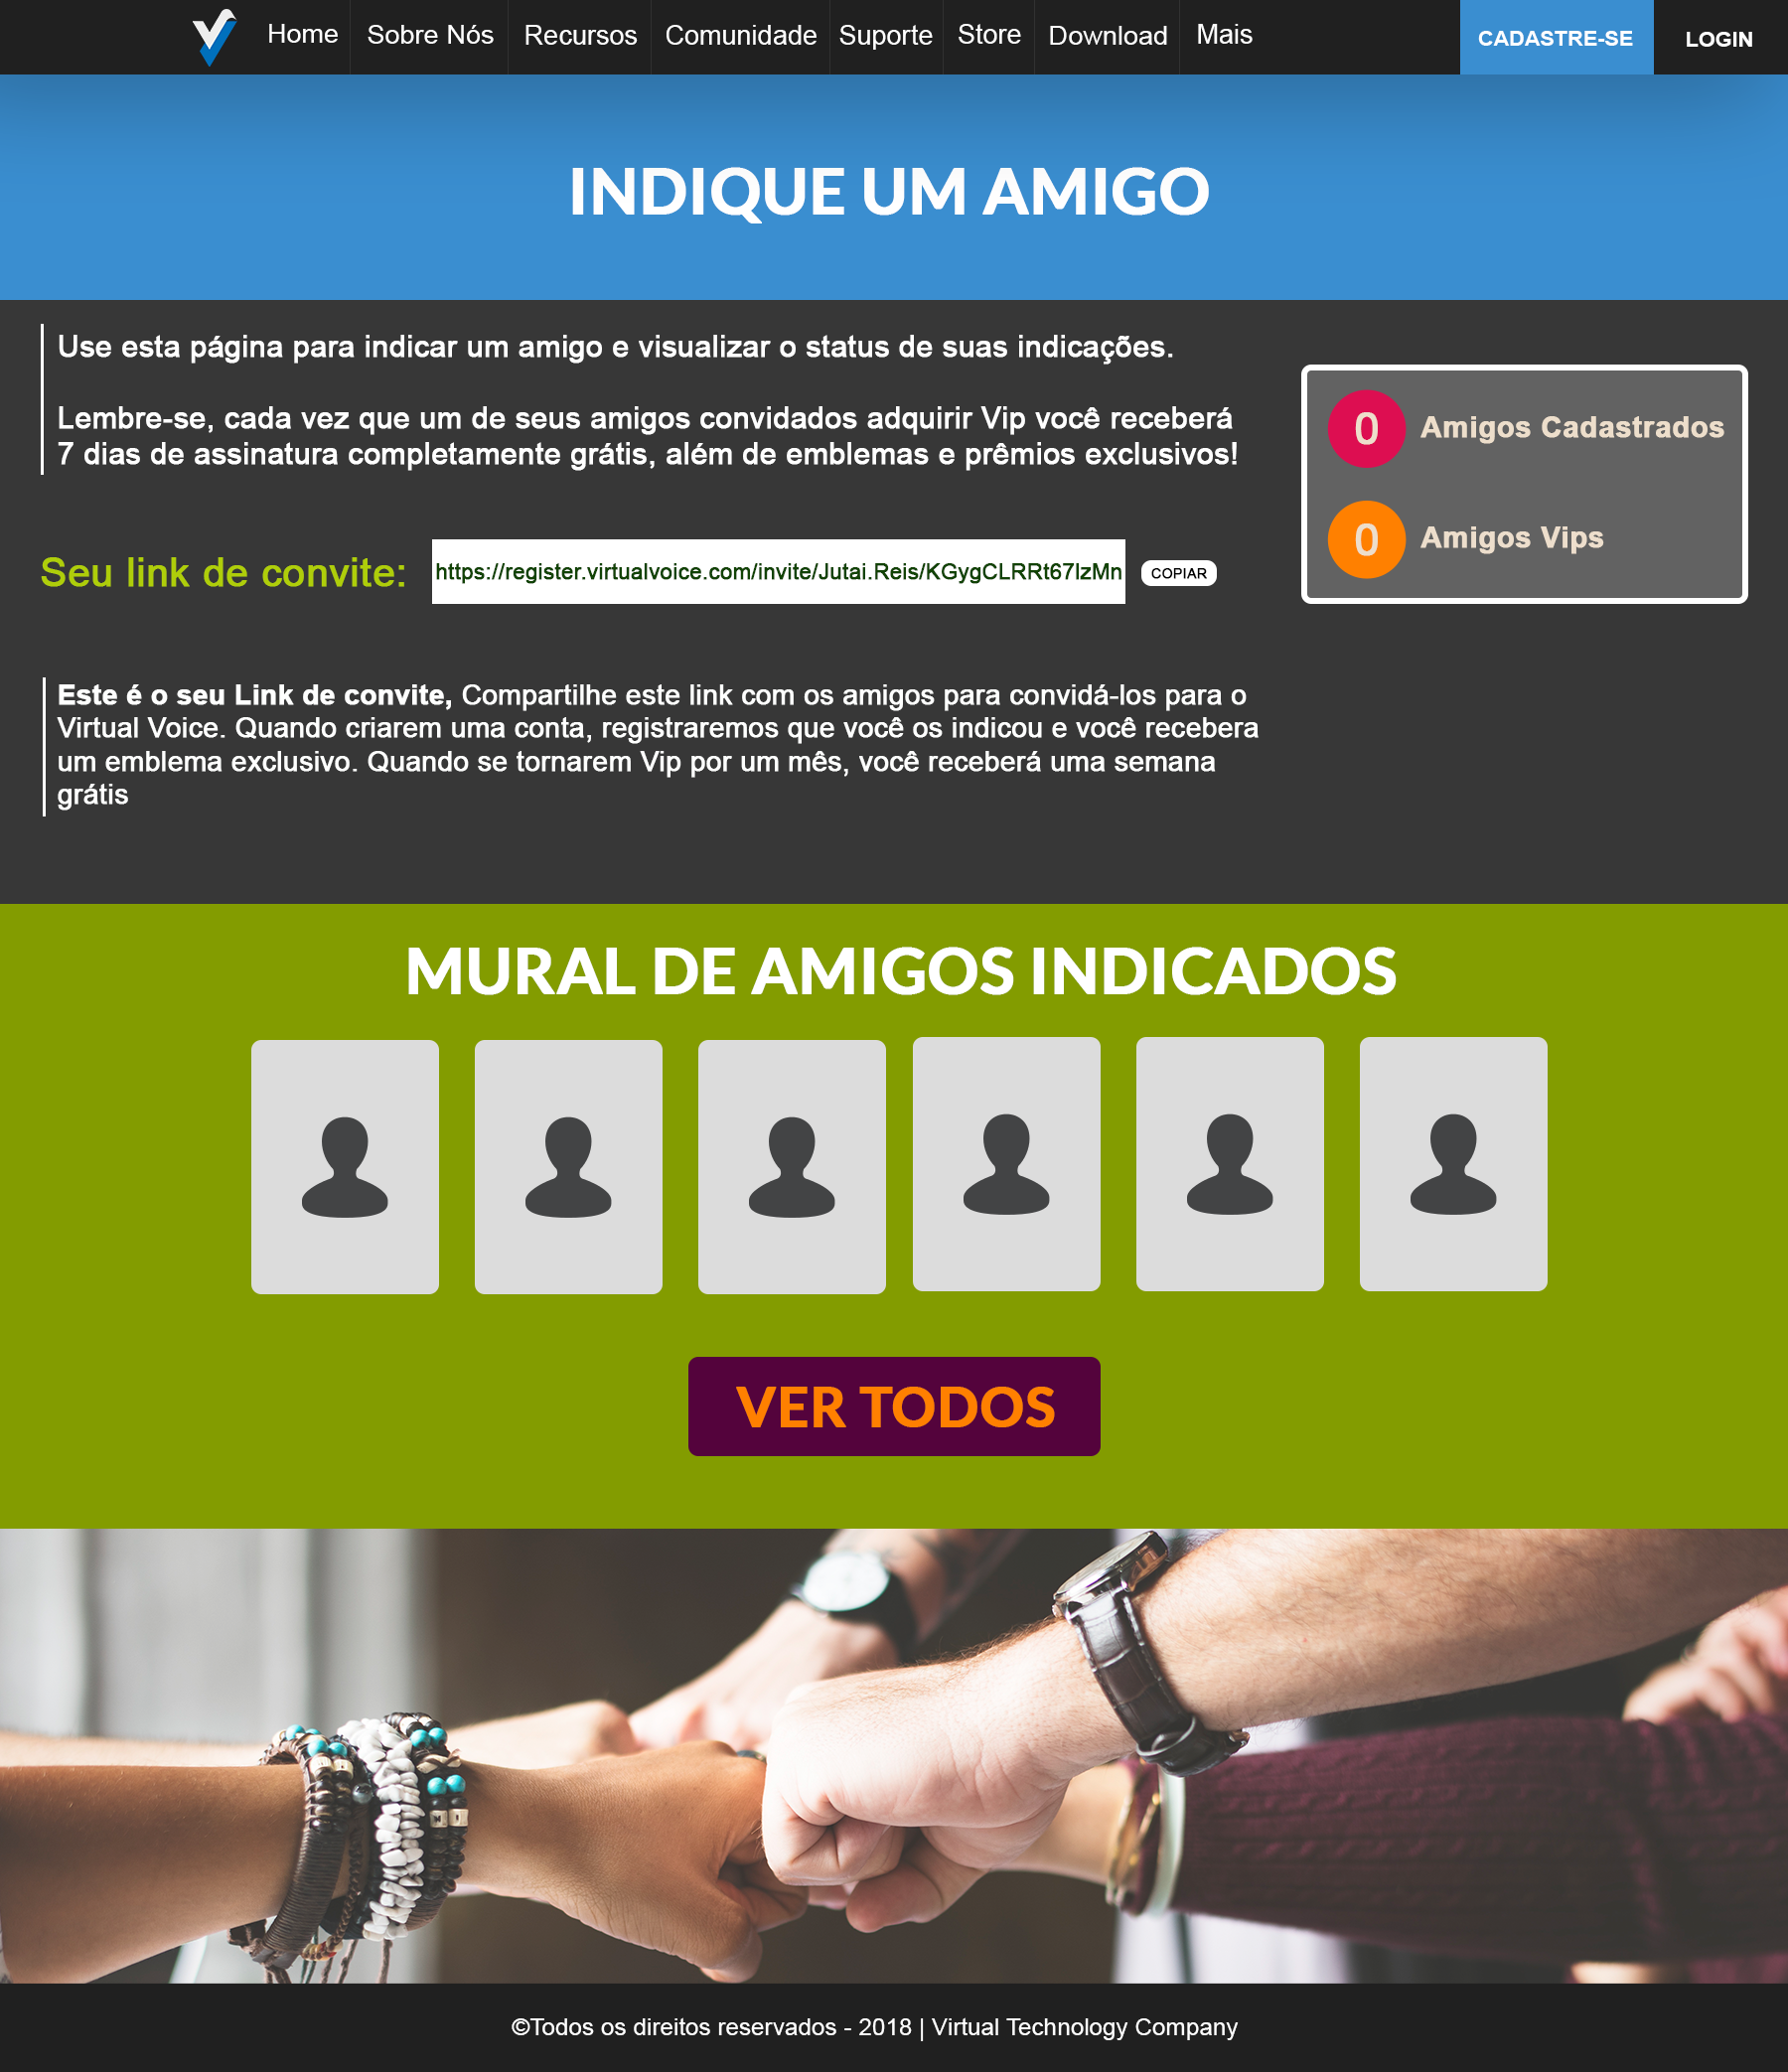 Home Sobre Nós Recursos Comunidade Suporte Store Download Mais CADASTRE-SE LOGIN
INDIQUE UM AMIGO
Use esta página para indicar um amigo e visualizar o status de suas indicações.
Lembre-se, cada vez que um de seus amigos convidados adquirir Vip você receberá
7 dias de assinatura completamente grátis, além de emblemas e prêmios exclusivos!
0 Amigos Cadastrados
0 Amigos Vips
Seu link de convite: https://register.virtualvoice.com/invite/Jutai.Reis/KGygCLRRt67lzMn COPIAR
Este é o seu Link de convite, Compartilhe este link com os amigos para convidá-los para o
Virtual Voice. Quando criarem uma conta, registraremos que você os indicou e você recebera
um emblema exclusivo. Quando se tornarem Vip por um mês, você receberá uma semana
grátis
MURAL DE AMIGOS INDICADOS
VER TODOS
©Todos os direitos reservados - 2018 | Virtual Technology Company